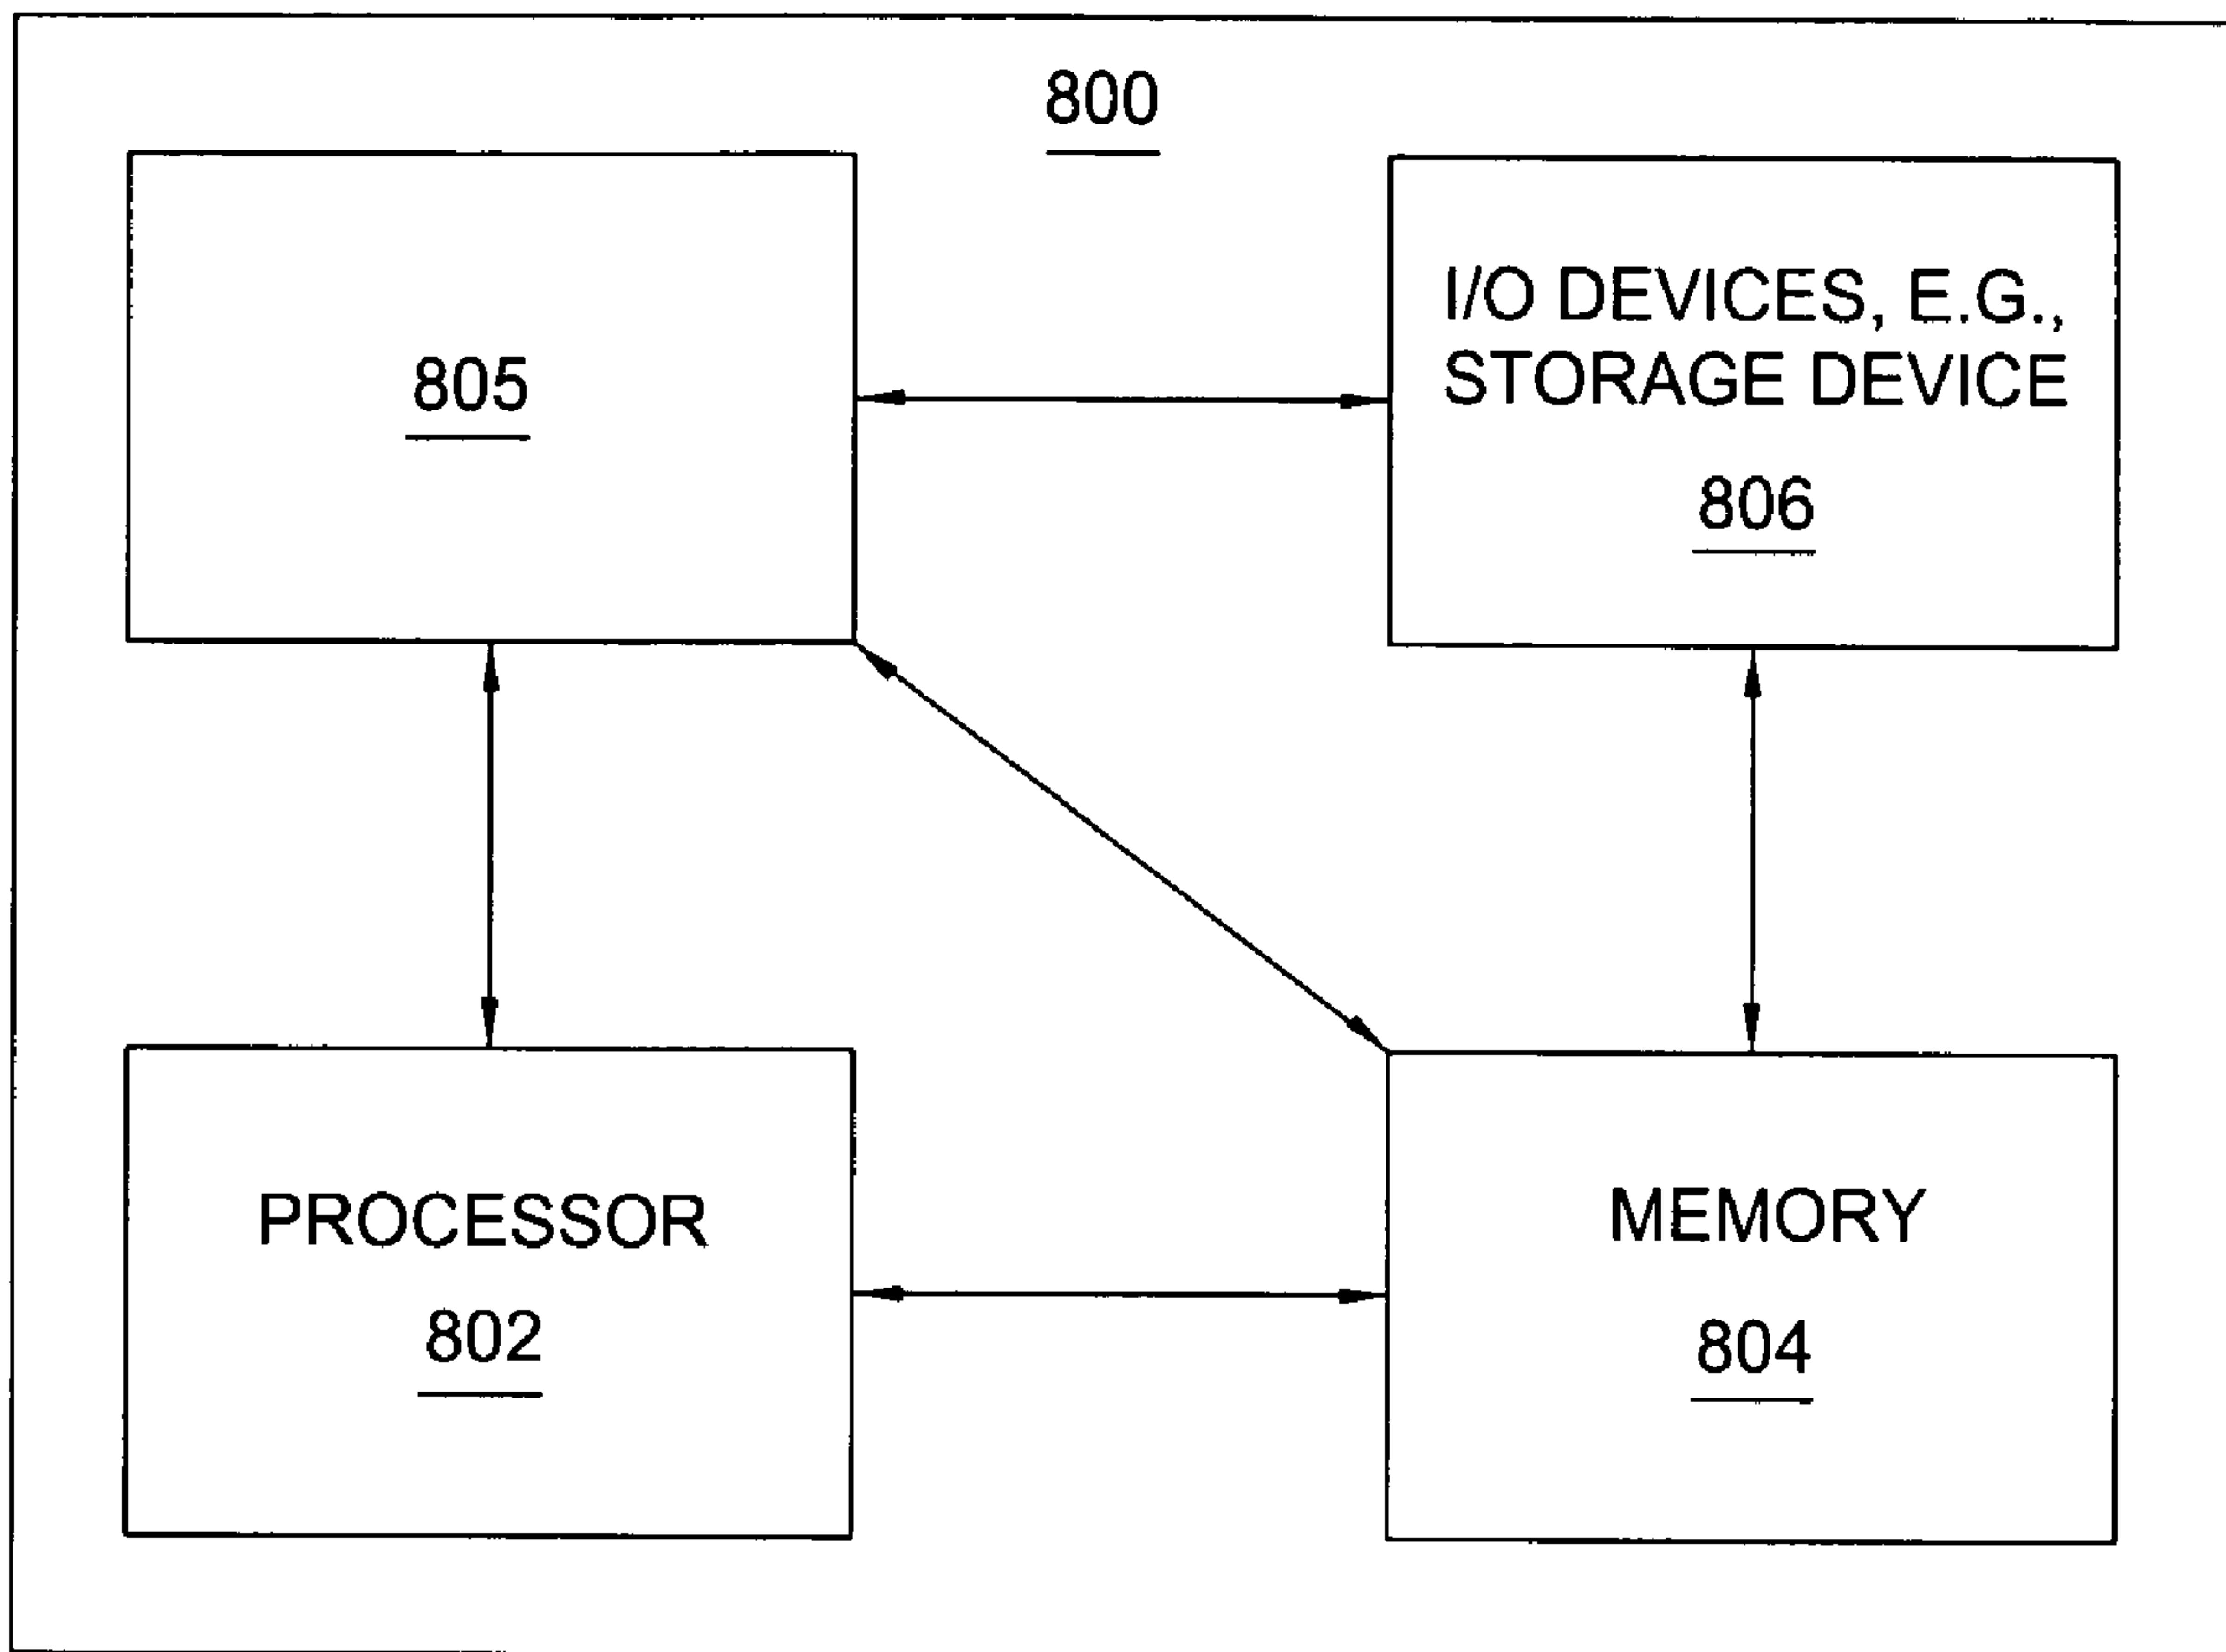 800
805
I/O DEVICES, E.G.,
STORAGE DEVICE
806
PROCESSOR
802
MEMORY
804